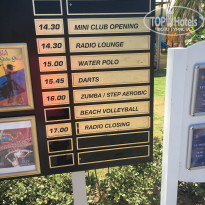 TOP HOTELS
14.30 MINI CLUB OPENING
14.30 RADIO LOUNGE
15.00 WATER POLO
15.45 DARTS
16.00 ZUMBA / STEP AEROBIC
BEACH VOLLEYBALL
17.00 RADIO CLOSING